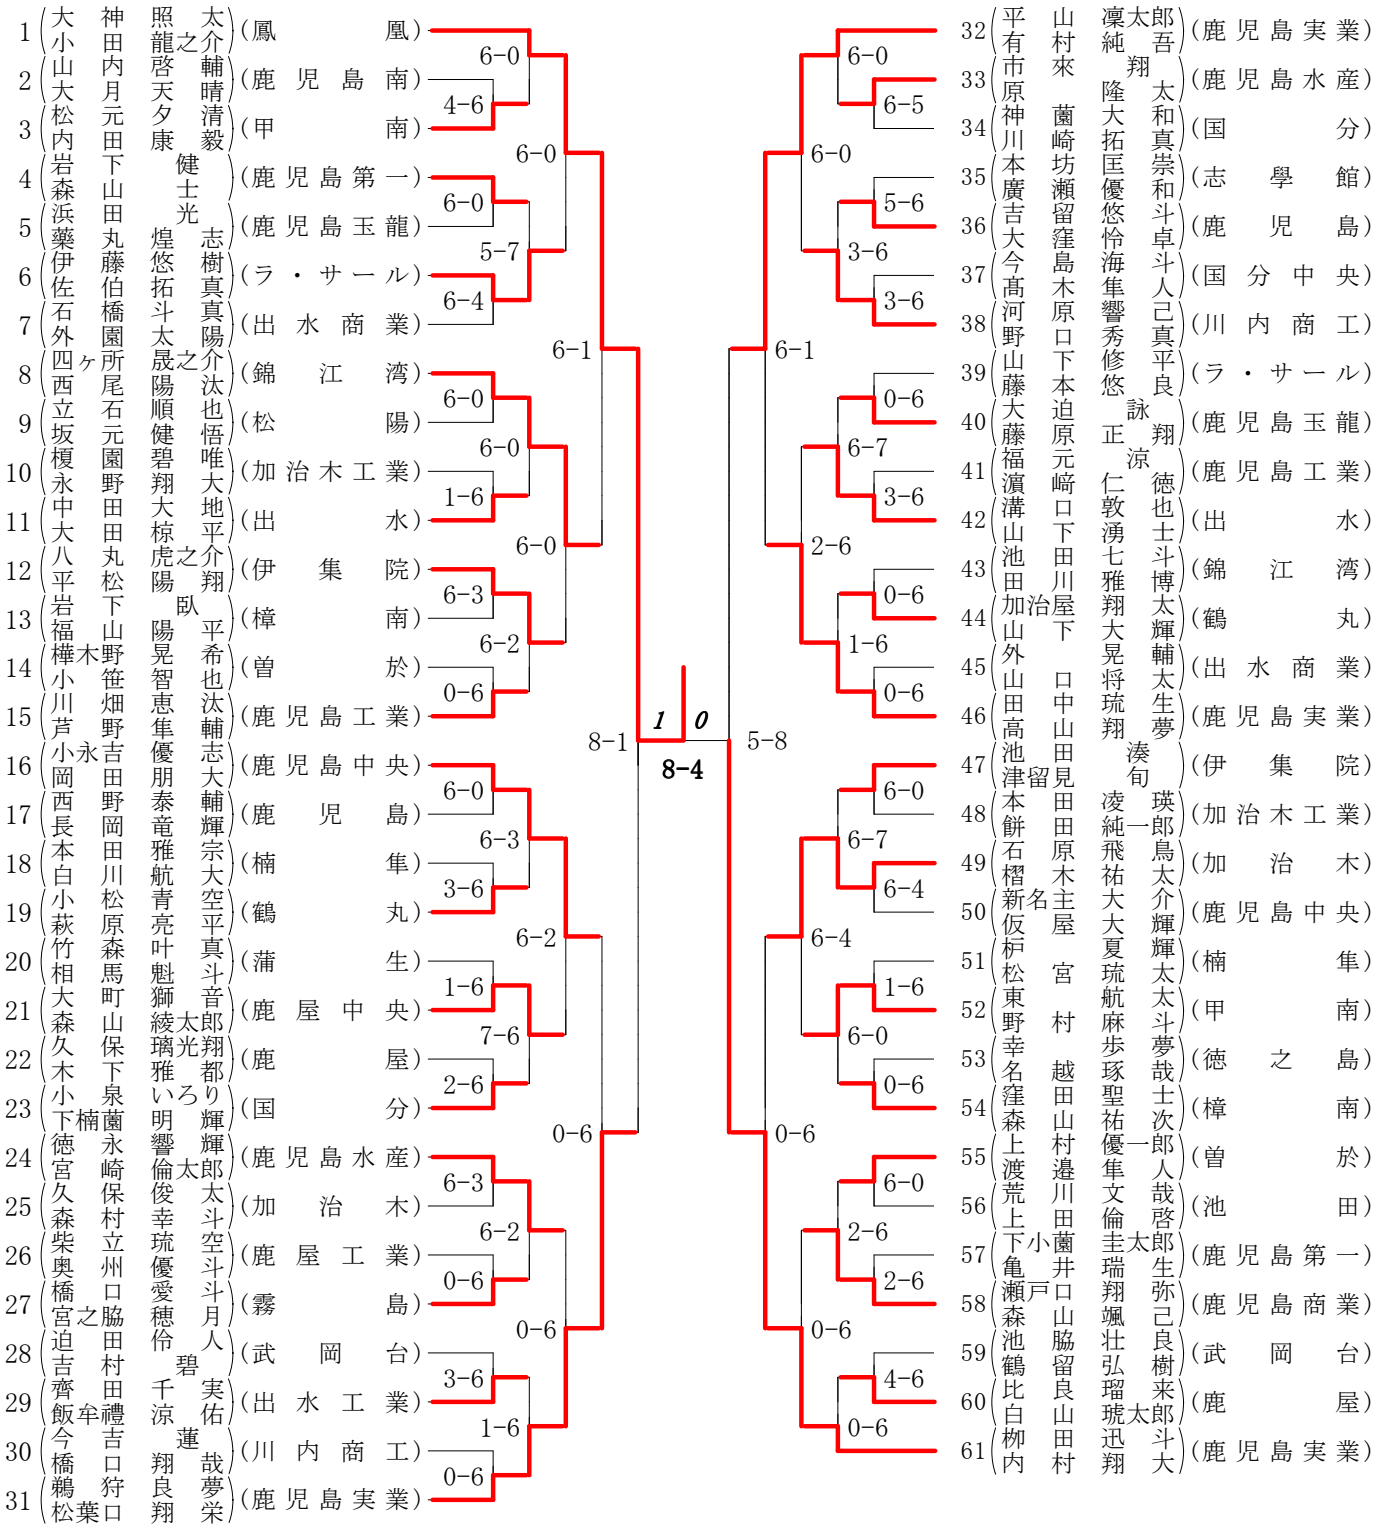 1 大神照太 小田龍之介 (鳳凰)
2 山内啓輔 大月天晴 (鹿児島南)
3 松元夕清 内田康毅 (甲南)
4 岩下健 森山士 (鹿児島第一)
5 浜田光 薬丸煌志 (鹿児島玉龍)
6 伊藤悠樹 佐伯拓真 (ラ・サール)
7 石橋斗真 外園太陽 (出水商業)
8 四ヶ所晟之介 西尾陽汰 (錦江湾)
9 立石順也 坂元健悟 (松陽)
10 榎園碧唯 永野翔大 (加治木工業)
11 中田大地 大田椋平 (出水)
12 八丸虎之介 平松陽翔 (伊集院)
13 岩下臥 福山陽平 (樟南)
14 樺木野晃希 小笹智也 (曽於)
15 川畑恵汰 芦野隼輔 (鹿児島工業)
16 小永吉優志 岡田朋大 (鹿児島中央)
17 西野泰輔 長岡竜輝 (鹿児島)
18 本田雅宗 白川航大 (楠隼)
19 小松青空 萩原亮平 (鶴丸)
20 竹森叶真 相馬魁斗 (蒲生)
21 大町獅音 森山綾太郎 (鹿屋中央)
22 久保璃光翔 木下雅都 (鹿屋)
23 小泉いろり 下楠薗明輝 (国分)
24 徳永響輝 宮崎倫太郎 (鹿児島水産)
25 久保俊太 森村幸斗 (加治木)
26 柴立琉空 奥州優斗 (鹿屋工業)
27 橋口愛斗 宮之脇穂月 (霧島)
28 迫田伶人 吉村碧 (武岡台)
29 齊田千実 飯牟禮涼佑 (出水工業)
30 今吉蓮 橋口翔哉 (川内商工)
31 鵜狩良夢 松葉口翔栄 (鹿児島実業)
6-0
4-6
6-0
6-0
5-7
6-4
6-1
6-0
6-0
1-6
6-0
6-3
6-2
0-6
8-1
6-0
6-3
3-6
6-2
1-6
7-6
2-6
0-6
6-3
6-2
0-6
0-6
3-6
1-6
0-6
1 0
8-4
32 平山凜太郎 有村純吾 (鹿児島実業)
33 市來翔 原隆太 (鹿児島水産)
34 神薗大和 川崎拓真 (国分)
35 本坊匡崇 廣瀬優和 (志學館)
36 吉留悠斗 大窪怜卓 (鹿児島)
37 今島海斗 髙木隼人 (国分中央)
38 河原響己 野口秀真 (川内商工)
39 山下修平 藤本悠良 (ラ・サール)
40 大迫詠 藤原正翔 (鹿児島玉龍)
41 福元涼 濵﨑仁徳 (鹿児島工業)
42 溝口敦也 山下湧士 (出水)
43 池田七斗 田川雅博 (錦江湾)
44 加治屋翔太 山下大輝 (鶴丸)
45 外晃輔 山口将太 (出水商業)
46 田中琉生 高山翔夢 (鹿児島実業)
47 池田湊 津留見旬 (伊集院)
48 本田凌瑛 餅田純一郎 (加治木工業)
49 石原飛鳥 槢木祐太 (加治木)
50 新名主大介 仮屋大輝 (鹿児島中央)
51 枦夏輝 松宮琉太 (楠隼)
52 東航太 野村麻斗 (甲南)
53 幸歩夢 名越琢哉 (徳之島)
54 窪田聖士 森山祐次 (樟南)
55 上村優一郎 渡邉隼人 (曽於)
56 荒川文哉 上田倫啓 (池田)
57 下小薗圭太郎 亀井瑞生 (鹿児島第一)
58 瀬戸口翔弥 森山颯己 (鹿児島商業)
59 池脇壮良 鶴留弘樹 (武岡台)
60 比良瑠来 白山琥太郎 (鹿屋)
61 栁田迅斗 内村翔大 (鹿児島実業)
6-0
6-5
6-0
5-6
3-6
3-6
6-1
0-6
6-7
3-6
2-6
0-6
1-6
0-6
5-8
6-0
6-7
6-4
6-4
1-6
6-0
0-6
0-6
6-0
2-6
2-6
0-6
4-6
0-6